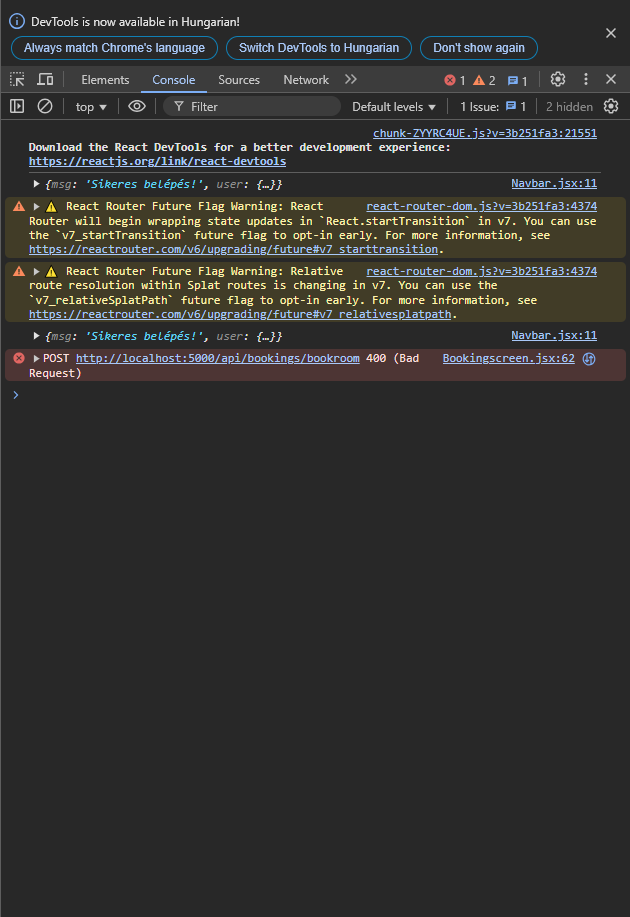 DevTools is now available in Hungarian!
Always match Chrome's language Switch DevTools to Hungarian Don't show again
Elements Console Sources Network 1 2 1
top Filter Default levels 1 Issue: 1 2 hidden
chunk-ZYYRC4UE.js?v=3b251fa3:21551
Download the React DevTools for a better development experience:
https://reactjs.org/link/react-devtools
{msg: 'Sikeres belépés!', user: {…}} Navbar.jsx:11
React Router Future Flag Warning: React react-router-dom.js?v=3b251fa3:4374
Router will begin wrapping state updates in `React.startTransition` in v7. You can use
the `v7_startTransition` future flag to opt-in early. For more information, see
https://reactrouter.com/v6/upgrading/future#v7_starttransition.
React Router Future Flag Warning: Relative react-router-dom.js?v=3b251fa3:4374
route resolution within Splat routes is changing in v7. You can use the
`v7_relativeSplatPath` future flag to opt-in early. For more information, see
https://reactrouter.com/v6/upgrading/future#v7_relativesplatpath.
{msg: 'Sikeres belépés!', user: {…}} Navbar.jsx:11
POST http://localhost:5000/api/bookings/bookroom 400 (Bad Bookingscreen.jsx:62
Request)